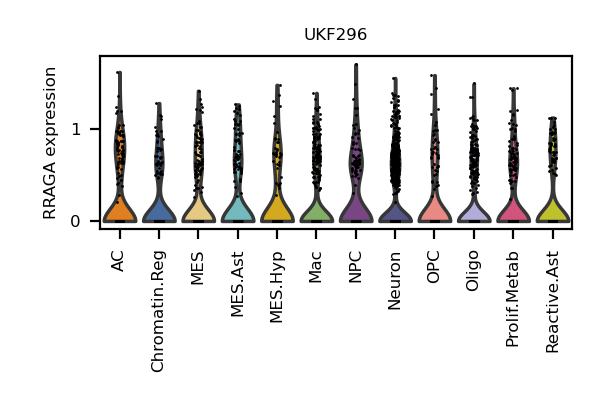 UKF296
RRAGA expression
1
0
AC
Chromatin.Reg
MES
MES.Ast
MES.Hyp
Mac
NPC
Neuron
OPC
Oligo
Prolif.Metab
Reactive.Ast